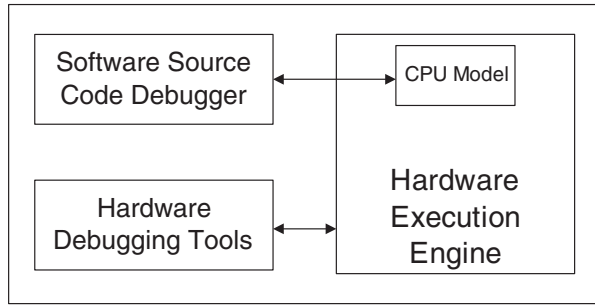 Software Source
Code Debugger
CPU Model
Hardware
Debugging Tools
Hardware
Execution
Engine